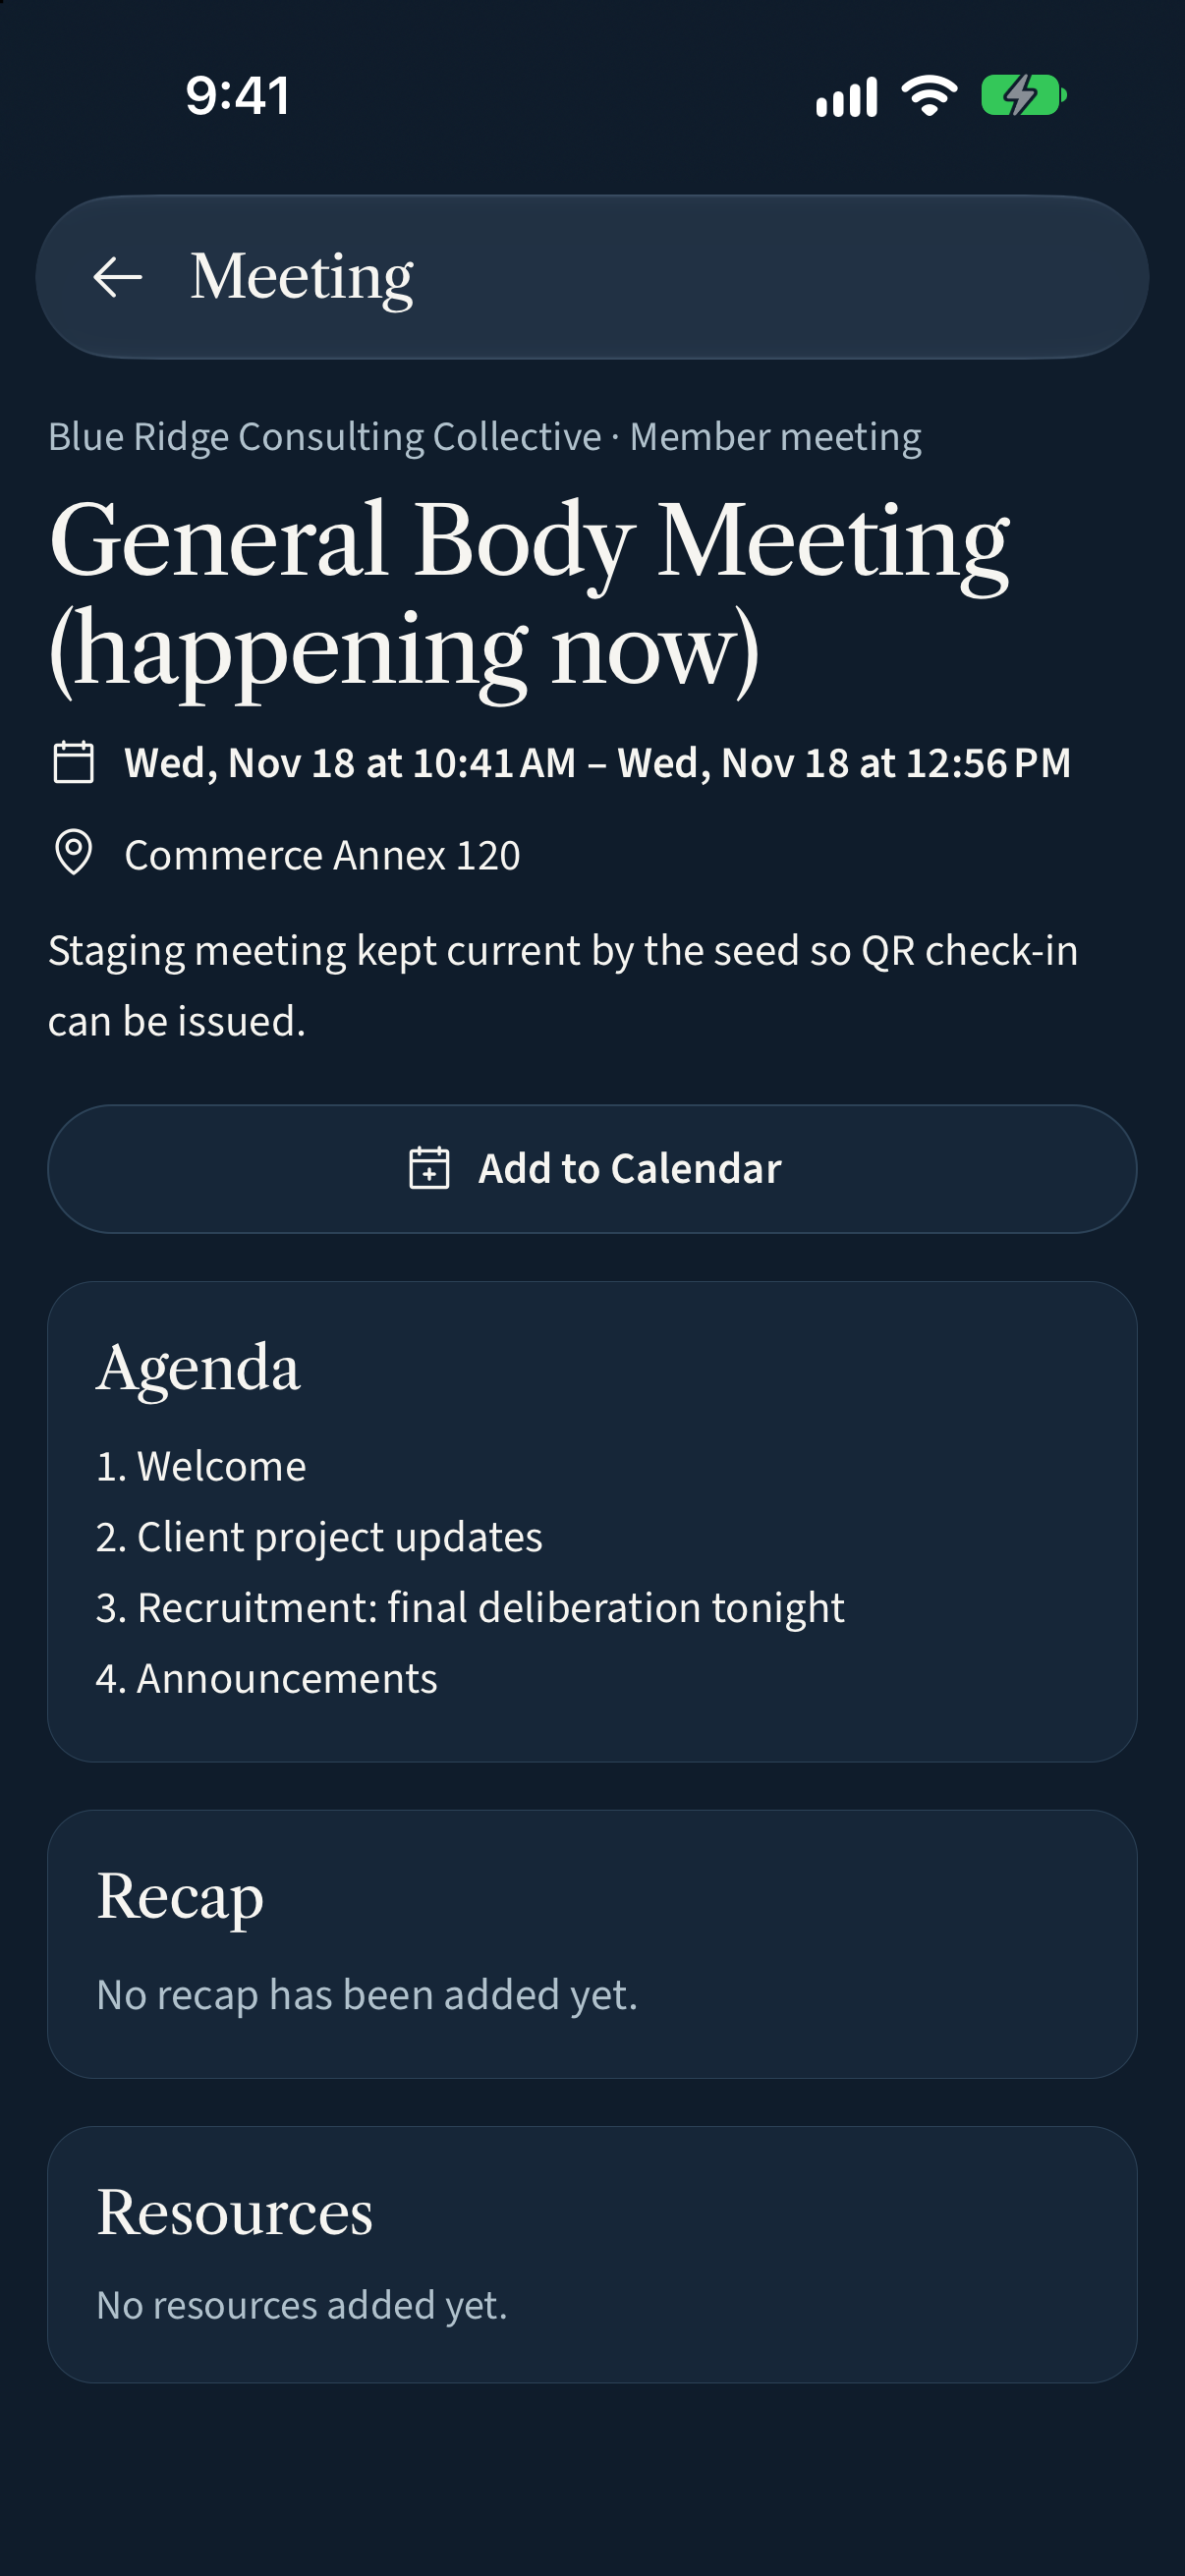 9:41
Meeting
Blue Ridge Consulting Collective · Member meeting
General Body Meeting
(happening now)
Wed, Nov 18 at 10:41 AM – Wed, Nov 18 at 12:56 PM
Commerce Annex 120
Staging meeting kept current by the seed so QR check-in
can be issued.
Add to Calendar
Agenda
1. Welcome
2. Client project updates
3. Recruitment: final deliberation tonight
4. Announcements
Recap
No recap has been added yet.
Resources
No resources added yet.